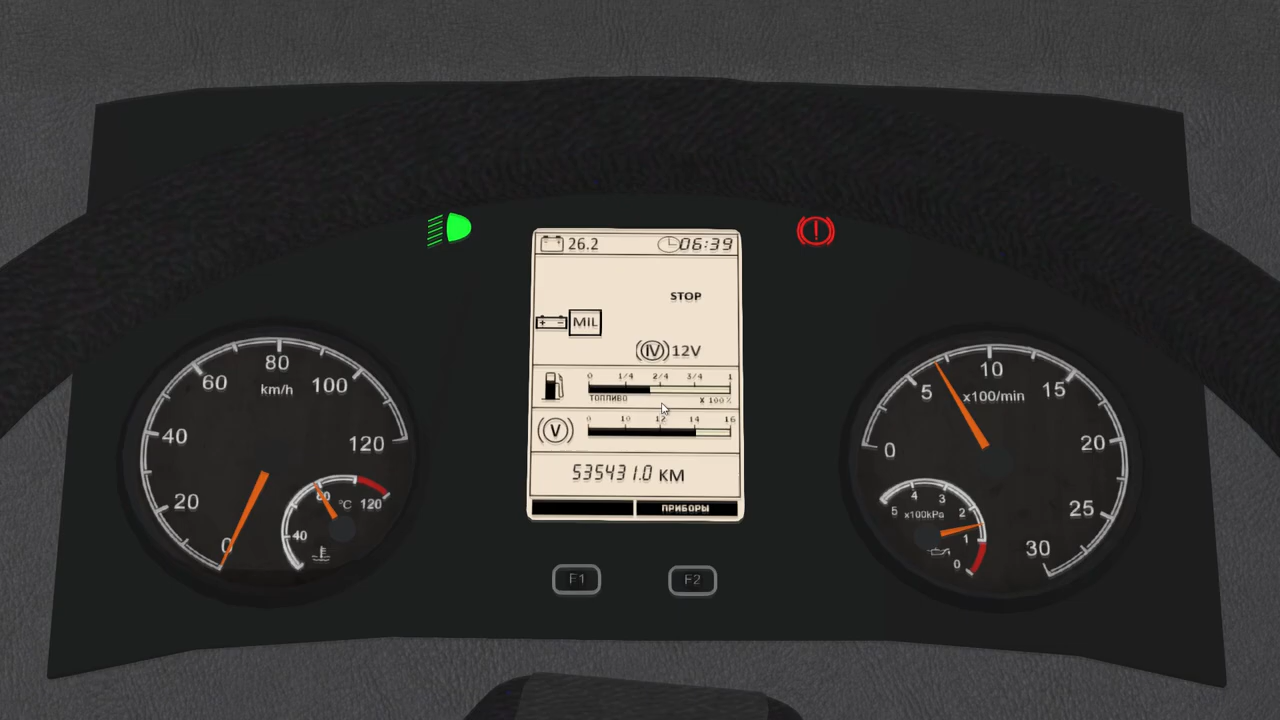 26.2 06:39
STOP
+ - MIL
IV 12V
0 1/4 2/4 3/4 1
ТОПЛИВО X 100%
V
0 10 12 14 16
535431.0 KM
ПРИБОРЫ
F1 F2
0 20 40 60 80 100 120
km/h
40 80 120
°C
0 5 10 15 20 25 30
x100/min
5 4 3 2 1 0
x100kPa
!